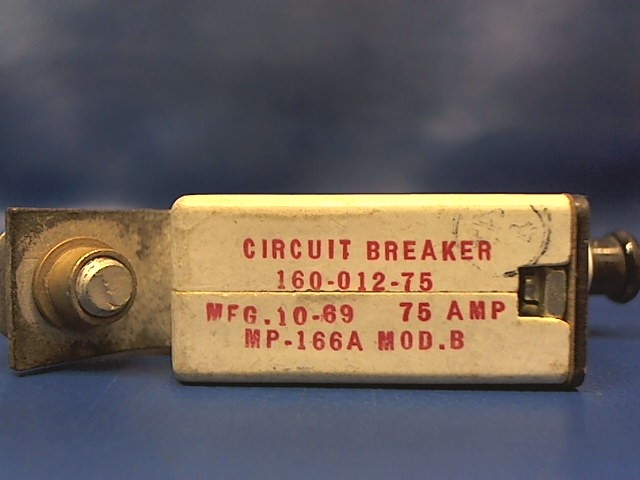 CIRCUIT BREAKER
160-012-75
MFG.10-69 75 AMP
MP-166A MOD.B